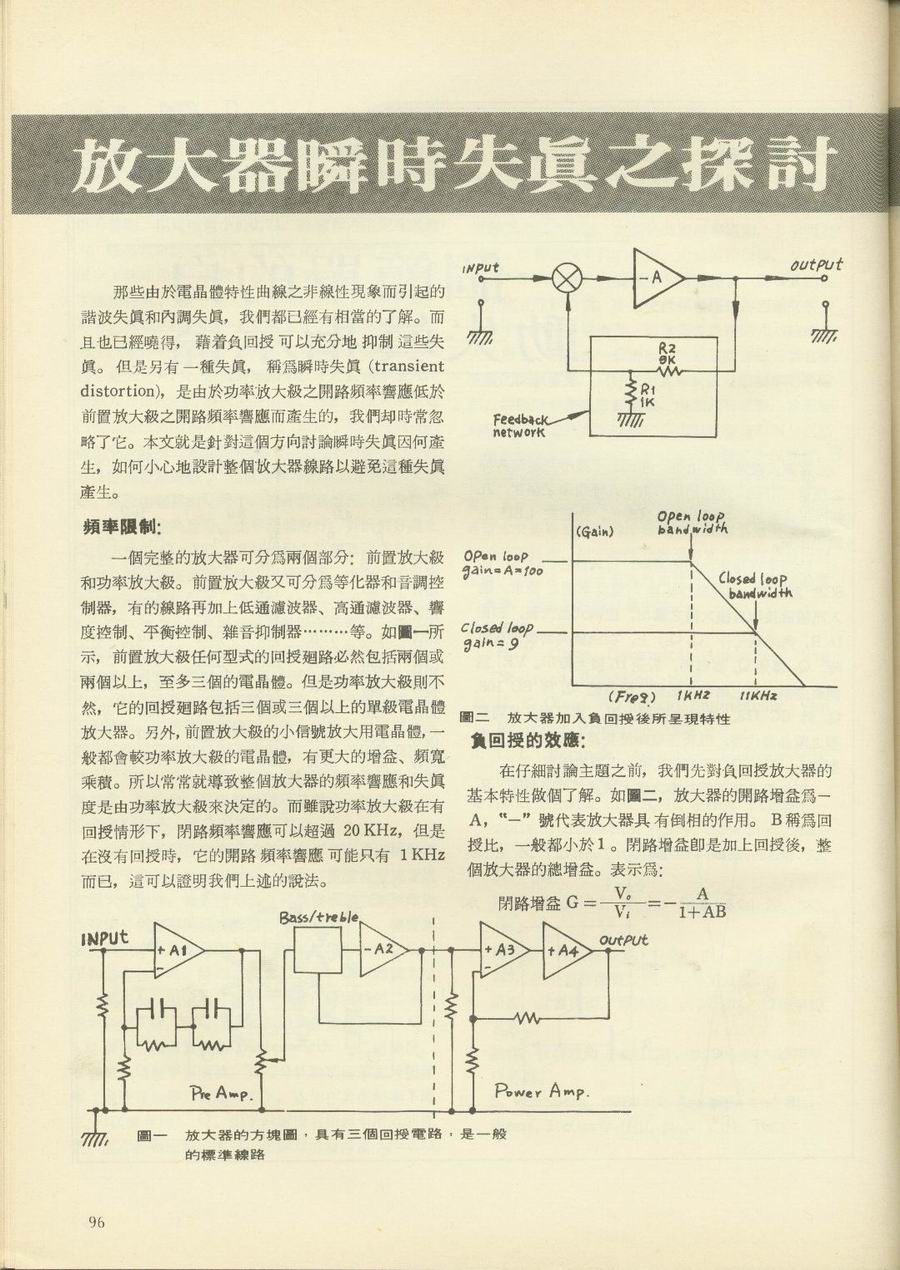 放大器瞬時失眞之探討
那些由於電晶體特性曲線之非線性現象而引起的
諧波失眞和內調失眞，我們都已經有相當的了解。而
且也已經曉得，藉着負回授可以充分地抑制這些失
眞。但是另有一種失眞，稱爲瞬時失眞 (transient
distortion)，是由於功率放大級之開路頻率響應低於
前置放大級之開路頻率響應而產生的，我們却時常忽
略了它。本文就是針對這個方向討論瞬時失眞因何產
生，如何小心地設計整個放大器線路以避免這種失眞
產生。
頻率限制：
一個完整的放大器可分爲兩個部分：前置放大級
和功率放大級。前置放大級又可分爲等化器和音調控
制器，有的線路再加上低通濾波器、高通濾波器、響
度控制、平衡控制、雜音抑制器………等。如圖一所
示，前置放大級任何型式的回授廻路必然包括兩個或
兩個以上，至多三個的電晶體。但是功率放大級則不
然，它的回授廻路包括三個或三個以上的單級電晶體
放大器。另外，前置放大級的小信號放大用電晶體，一
般都會較功率放大級的電晶體，有更大的增益、頻寬
乘積。所以常常就導致整個放大器的頻率響應和失眞
度是由功率放大級來決定的。而雖說功率放大級在有
回授情形下，閉路頻率響應可以超過 20 KHz，但是
在沒有回授時，它的開路頻率響應可能只有 1 KHz
而已，這可以證明我們上述的說法。
INPUT
OUTPUT
-A
R2
9K
R1
1K
Feedback
network
(Gain)
Open loop
bandwidth
Open loop
gain=A=100
Closed loop
bandwidth
Closed loop
gain=9
(Freq)
1KHz
11KHz
圖二 放大器加入負回授後所呈現特性
負回授的效應：
在仔細討論主題之前，我們先對負回授放大器的
基本特性做個了解。如圖二，放大器的開路增益爲－
A，“－”號代表放大器具有倒相的作用。B稱爲回
授比，一般都小於1。閉路增益卽是加上回授後，整
個放大器的總增益。表示爲：
閉路增益 G = Vo / Vi = − A / 1+AB
INPUT
+ A1
−
Bass/treble
-A2
+ A3
−
+ A4
OUTPUT
Pre Amp.
Power Amp.
圖一 放大器的方塊圖，具有三個回授電路，是一般
的標準線路
96